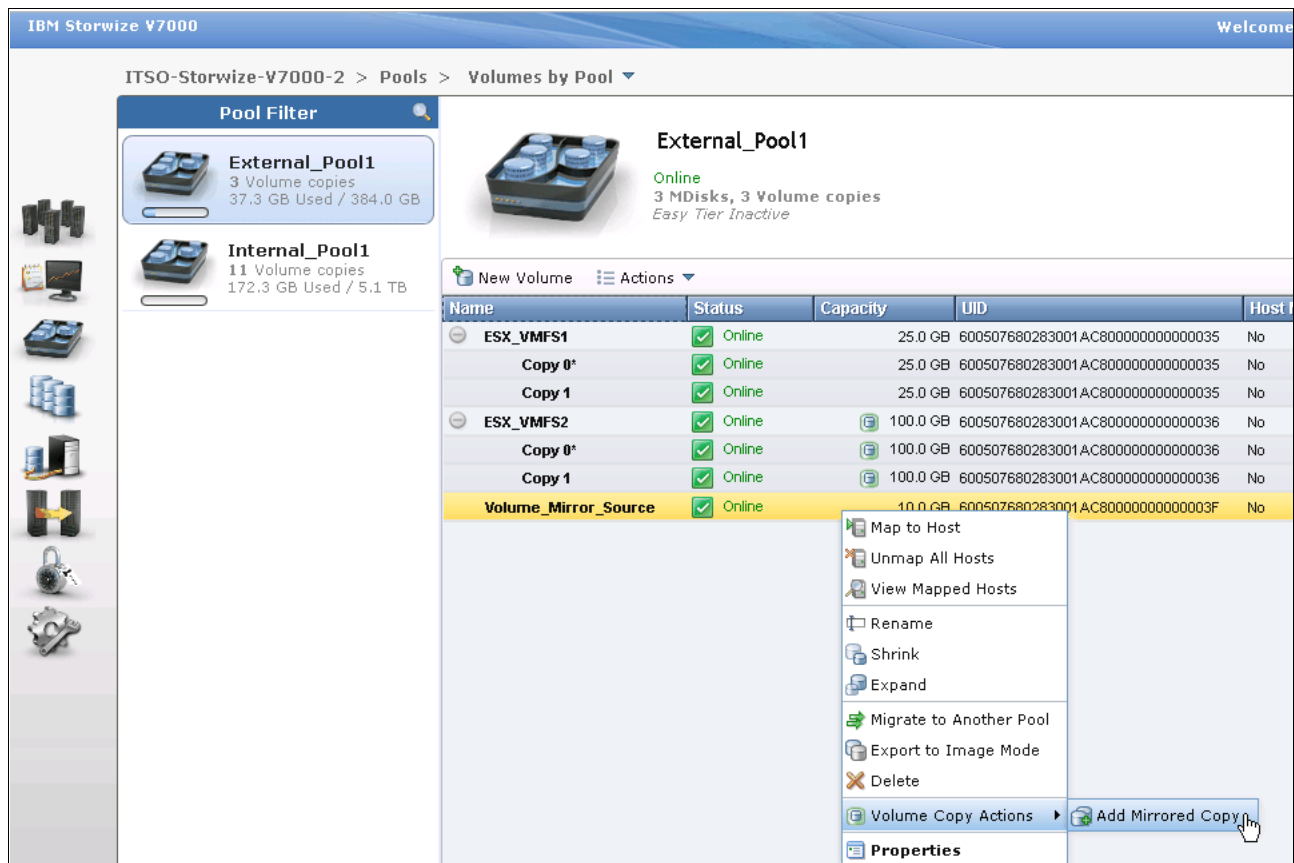 IBM Storwize V7000
Welcome
ITSO-Storwize-V7000-2 > Pools > Volumes by Pool
Pool Filter
External_Pool1
3 Volume copies
37.3 GB Used / 384.0 GB
Internal_Pool1
11 Volume copies
172.3 GB Used / 5.1 TB
External_Pool1
Online
3 MDisks, 3 Volume copies
Easy Tier Inactive
New Volume Actions
Name Status Capacity UID Host
ESX_VMFS1 Online 25.0 GB 600507680283001AC800000000000035 No
Copy 0* Online 25.0 GB 600507680283001AC800000000000035 No
Copy 1 Online 25.0 GB 600507680283001AC800000000000035 No
ESX_VMFS2 Online 100.0 GB 600507680283001AC800000000000036 No
Copy 0* Online 100.0 GB 600507680283001AC800000000000036 No
Copy 1 Online 100.0 GB 600507680283001AC800000000000036 No
Volume_Mirror_Source Online 10.0 GB 600507680283001AC80000000000003F No
Map to Host
Unmap All Hosts
View Mapped Hosts
Rename
Shrink
Expand
Migrate to Another Pool
Export to Image Mode
Delete
Volume Copy Actions Add Mirrored Copy
Properties